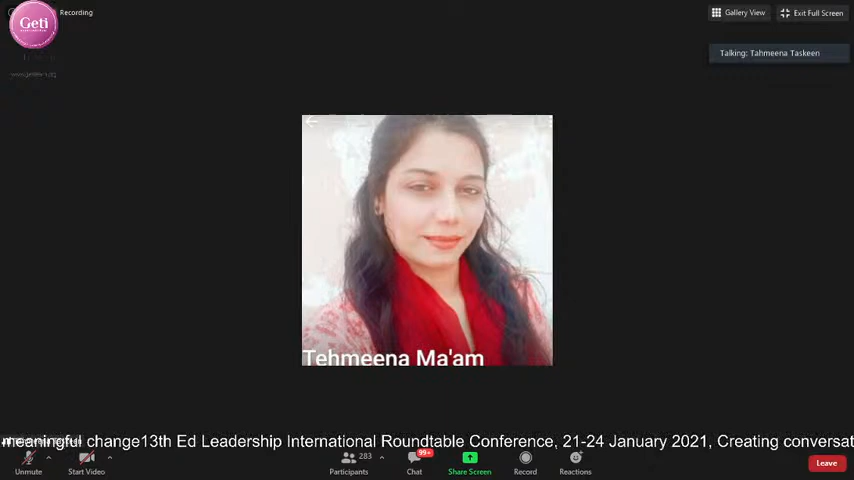 Geti
Recording
Gallery View
Exit Full Screen
Talking: Tahmeena Taskeen
Tehmeena Ma'am
meaningful change13th Ed Leadership International Roundtable Conference, 21-24 January 2021, Creating conversat
Unmute
Start Video
283
Participants
99+
Chat
Share Screen
Record
Reactions
Leave